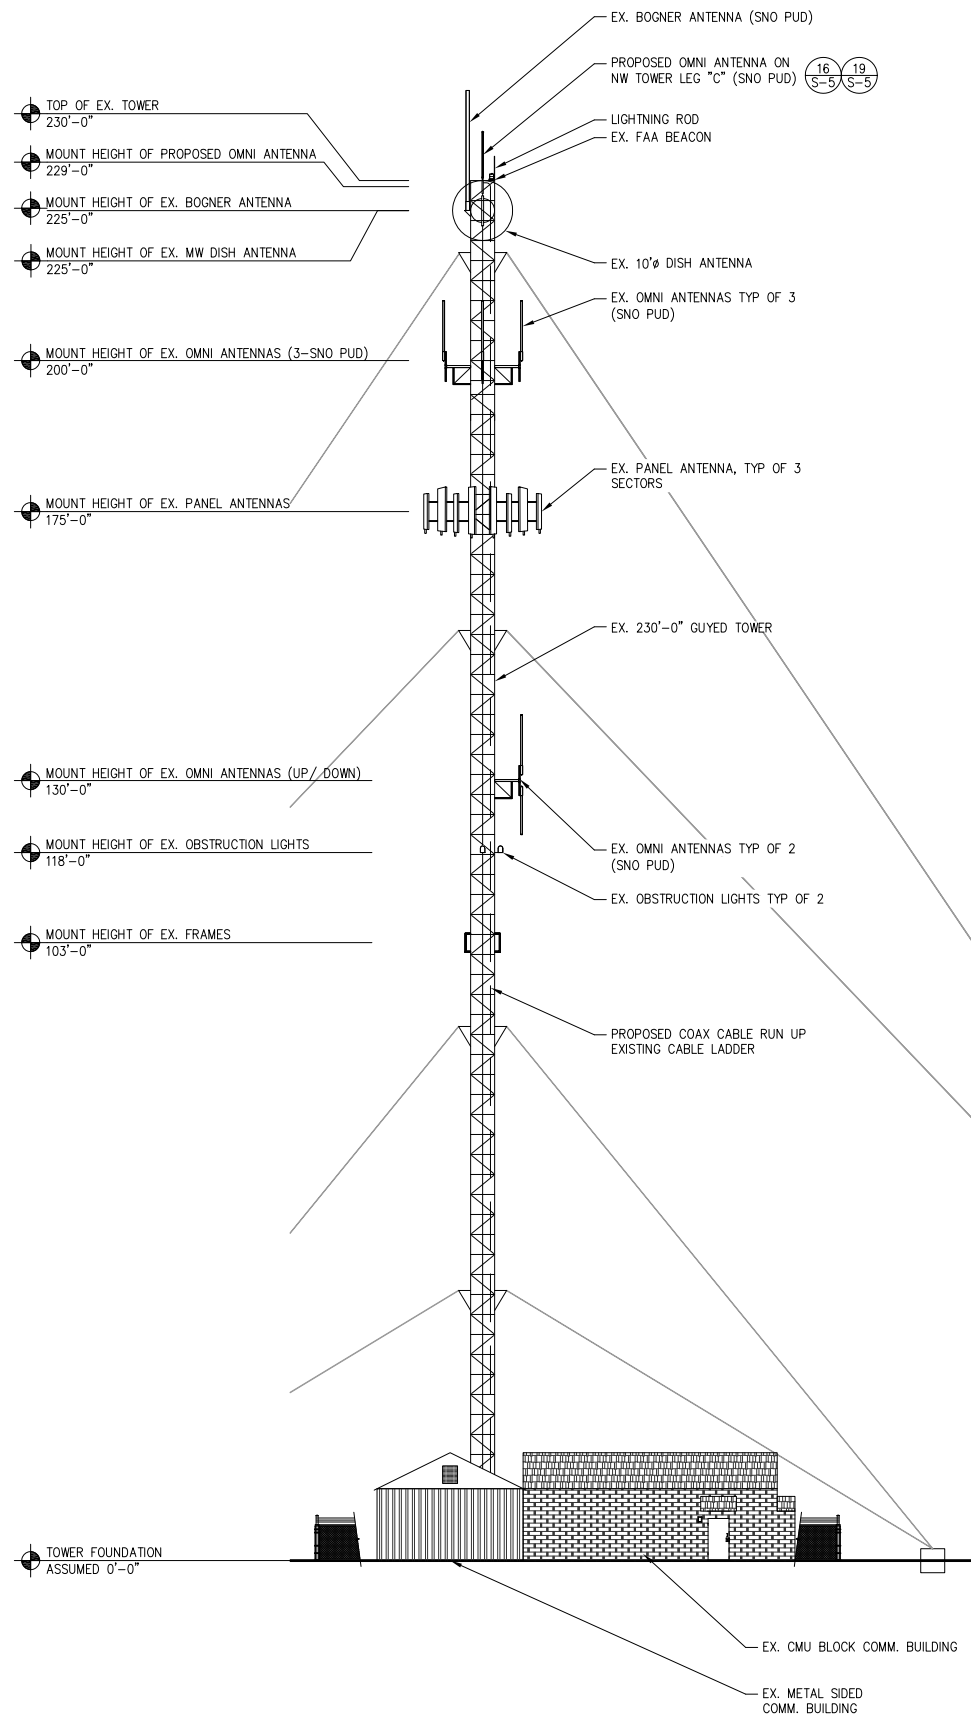 EX. BOGNER ANTENNA (SNO PUD)
PROPOSED OMNI ANTENNA ON
NW TOWER LEG "C" (SNO PUD)
16
S-5
19
S-5
LIGHTNING ROD
EX. FAA BEACON
TOP OF EX. TOWER
230'-0"
MOUNT HEIGHT OF PROPOSED OMNI ANTENNA
229'-0"
MOUNT HEIGHT OF EX. BOGNER ANTENNA
225'-0"
MOUNT HEIGHT OF EX. MW DISH ANTENNA
225'-0"
EX. 10'ø DISH ANTENNA
EX. OMNI ANTENNAS TYP OF 3
(SNO PUD)
MOUNT HEIGHT OF EX. OMNI ANTENNAS (3-SNO PUD)
200'-0"
EX. PANEL ANTENNA, TYP OF 3
SECTORS
MOUNT HEIGHT OF EX. PANEL ANTENNAS
175'-0"
EX. 230'-0" GUYED TOWER
MOUNT HEIGHT OF EX. OMNI ANTENNAS (UP/ DOWN)
130'-0"
MOUNT HEIGHT OF EX. OBSTRUCTION LIGHTS
118'-0"
EX. OMNI ANTENNAS TYP OF 2
(SNO PUD)
EX. OBSTRUCTION LIGHTS TYP OF 2
MOUNT HEIGHT OF EX. FRAMES
103'-0"
PROPOSED COAX CABLE RUN UP
EXISTING CABLE LADDER
TOWER FOUNDATION
ASSUMED 0'-0"
EX. CMU BLOCK COMM. BUILDING
EX. METAL SIDED
COMM. BUILDING